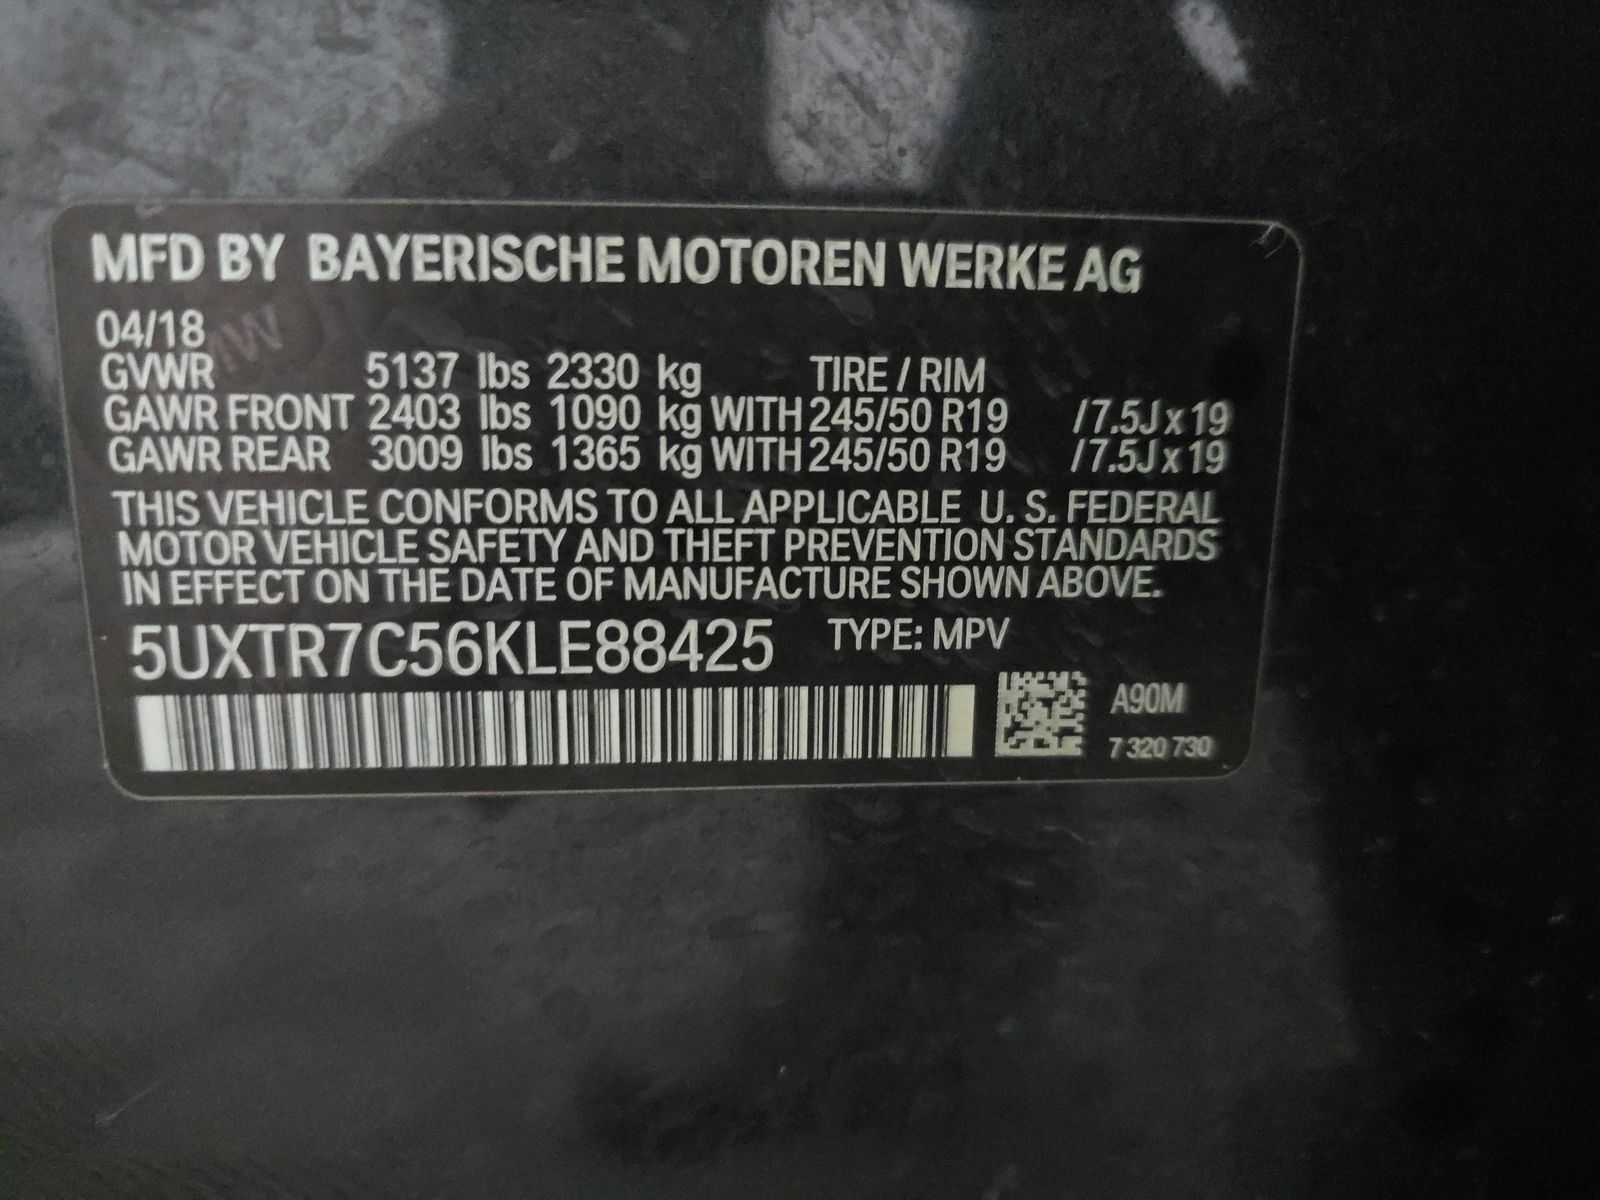 MFD BY BAYERISCHE MOTOREN WERKE AG
04/18
GVWR 5137 lbs 2330 kg TIRE / RIM
GAWR FRONT 2403 lbs 1090 kg WITH 245/50 R19 /7.5J x 19
GAWR REAR 3009 lbs 1365 kg WITH 245/50 R19 /7.5J x 19
THIS VEHICLE CONFORMS TO ALL APPLICABLE U. S. FEDERAL
MOTOR VEHICLE SAFETY AND THEFT PREVENTION STANDARDS
IN EFFECT ON THE DATE OF MANUFACTURE SHOWN ABOVE.
5UXTR7C56KLE88425 TYPE: MPV
A90M
7 320 730